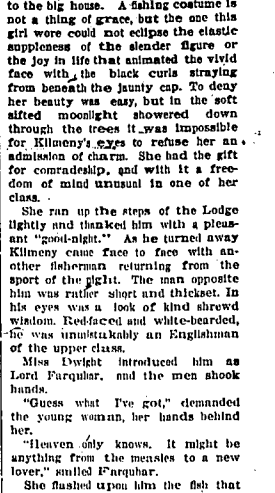 to the big house. A fishing costume is
not a thing of grace, but the one this
girl wore could not eclipse the elastic
suppleness of the slender figure or
the joy in life that animated the vivid
face with the black curls straying
from beneath the jaunty cap. To deny
her beauty was easy, but in the soft
sifted moonlight showered down
through the trees it was impossible
for Kilmeny's eyes to refuse her an
admission of charm. She had the gift
for comradeship, and with it a free-
dom of mind unusual in one of her
class.
She ran up the steps of the Lodge
lightly and thanked him with a pleas-
ant "good-night." As he turned away
Kilmeny came face to face with an-
other fisherman returning from the
sport of the night. The man opposite
him was rather short and thickset. In
his eyes was a look of kind shrewd
wisdom. Red-faced and white-bearded,
he was unmistakably an Englishman
of the upper class.
Miss Dwight introduced him as
Lord Farquhar, and the men shook
hands.
"Guess what I've got," demanded
the young woman, her hands behind
her.
"Heaven only knows. It might be
anything from the measles to a new
lover," smiled Farquhar.
She flashed upon him the fish that